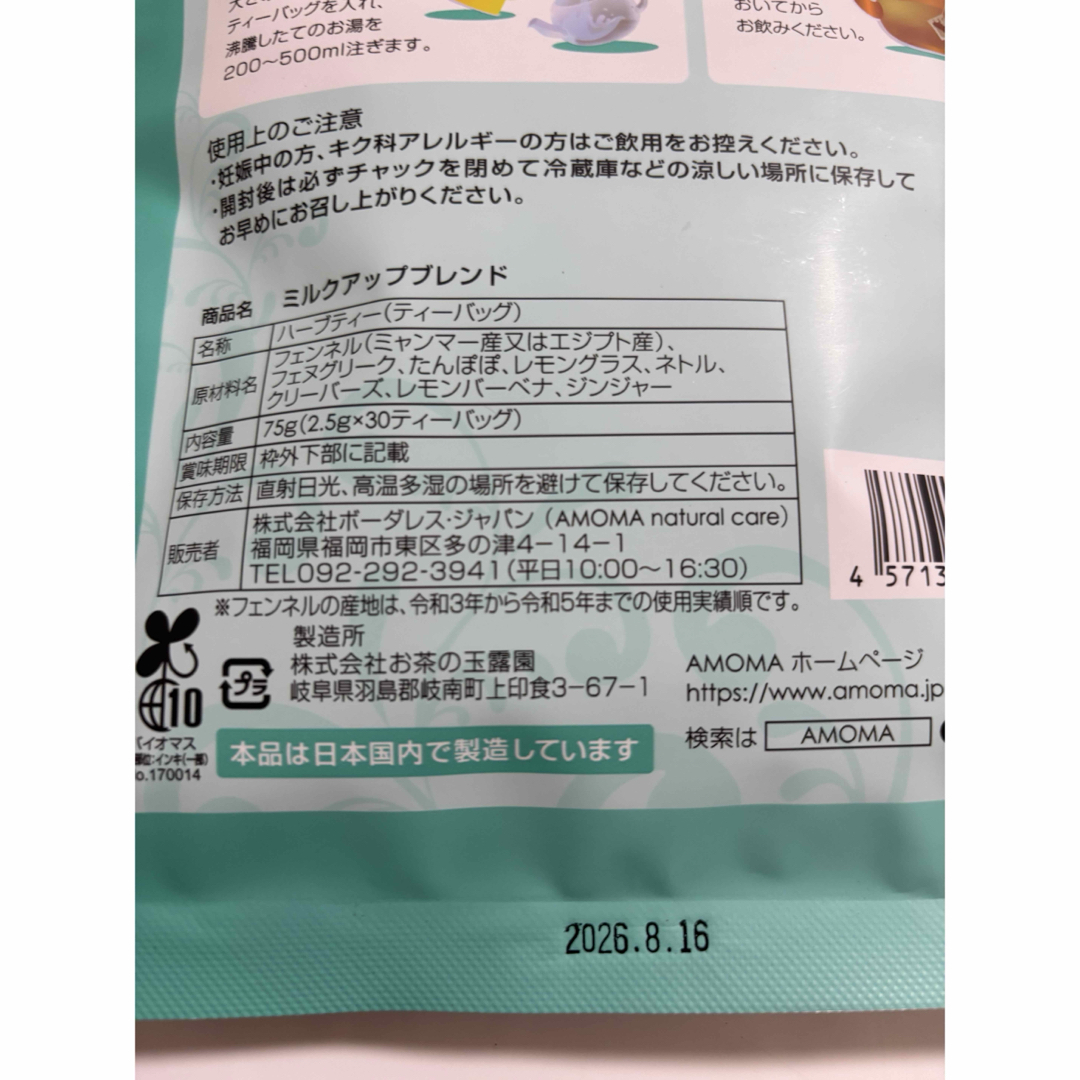 ティーバッグを入れ、
沸騰したてのお湯を
200〜500ml注ぎます。
おいてから
お飲みください。
使用上のご注意
・妊娠中の方、キク科アレルギーの方はご飲用をお控えください。
・開封後は必ずチャックを閉めて冷蔵庫などの涼しい場所に保存して
お早めにお召し上がりください。
商品名 ミルクアップブレンド
名称 ハーブティー(ティーバッグ)
原材料名 フェンネル(ミャンマー産又はエジプト産)、
フェヌグリーク、たんぽぽ、レモングラス、ネトル、
クリーバーズ、レモンバーベナ、ジンジャー
内容量 75g(2.5g×30ティーバッグ)
賞味期限 枠外下部に記載
保存方法 直射日光、高温多湿の場所を避けて保存してください。
販売者 株式会社ボーダレス・ジャパン(AMOMA natural care)
福岡県福岡市東区多の津4−14−1
TEL092-292-3941(平日10:00〜16:30)
4 5713
※フェンネルの産地は、令和3年から令和5年までの使用実績順です。
製造所
株式会社お茶の玉露園
岐阜県羽島郡岐南町上印食3−67−1
プラ
10
バイオマス
部位:インキ(一部)
o.170014
AMOMA ホームページ
https://www.amoma.jp
検索は AMOMA
本品は日本国内で製造しています
2026.8.16